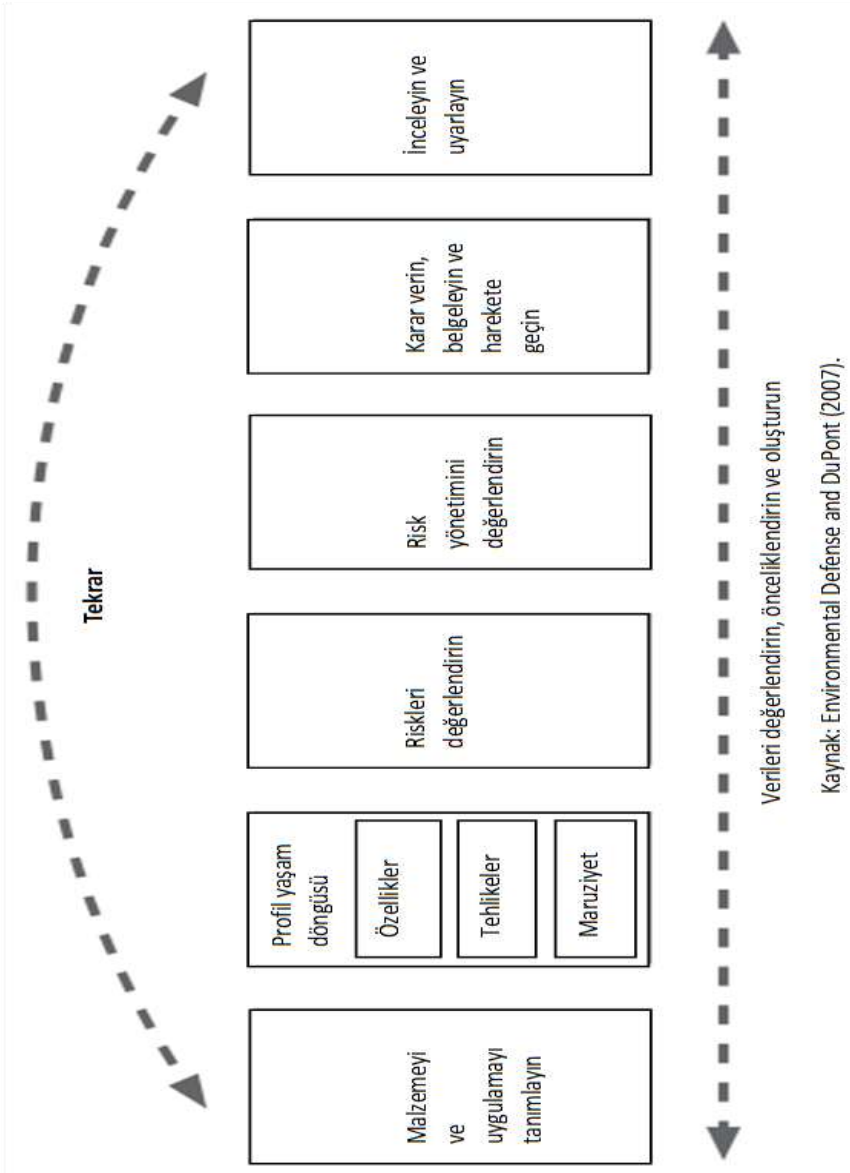 Tekrar
Malzemeyi
ve
uygulamayı
tanımlayın
Profil yaşam
döngüsü
Özellikler
Tehlikeler
Maruziyet
Riskleri
değerlendirin
Risk
yönetimini
değerlendirin
Karar verin,
belgeleyin ve
harekete
geçin
İnceleyin ve
uyarlayın
Verileri değerlendirin, önceliklendirin ve oluşturun
Kaynak: Environmental Defense and DuPont (2007).